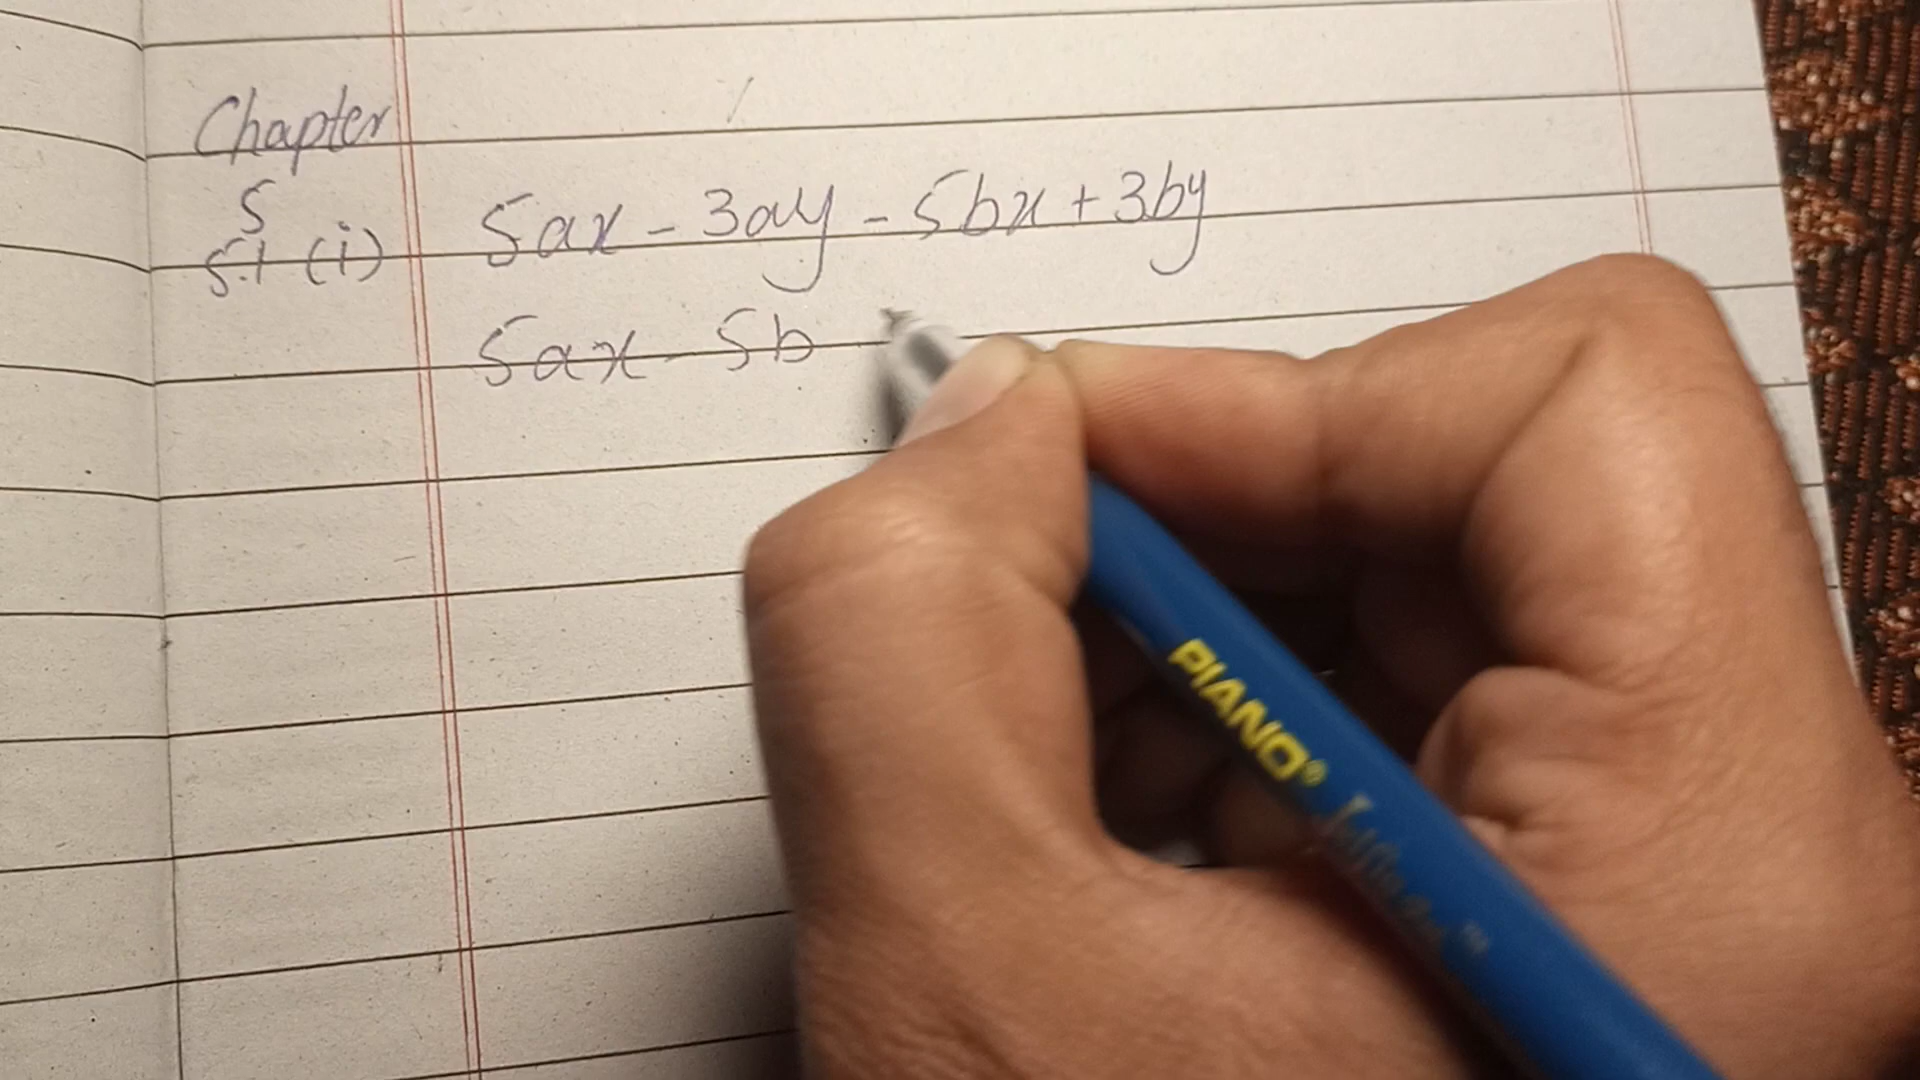 Chapter
5
5.1 (i) 5ax - 3ay - 5bx + 3by
5ax - 5b
PIANO®